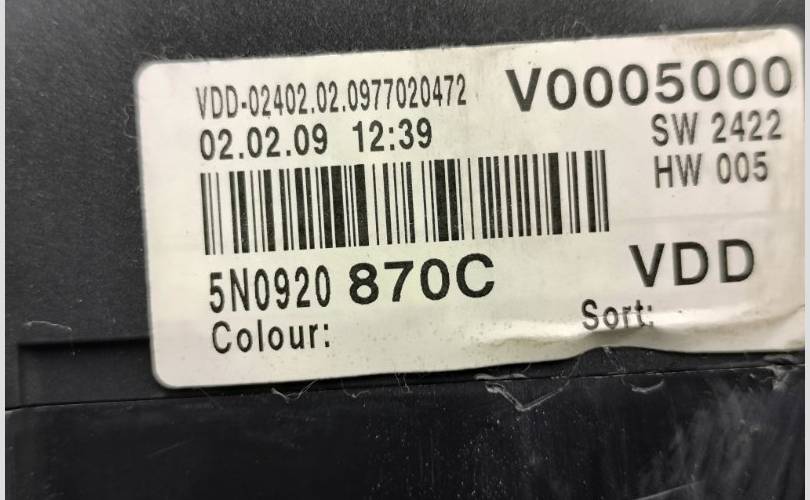 VDD-02402.02.0977020472 V0005000
02.02.09 12:39 SW 2422
HW 005
5N0920 870C VDD
Colour: Sort: